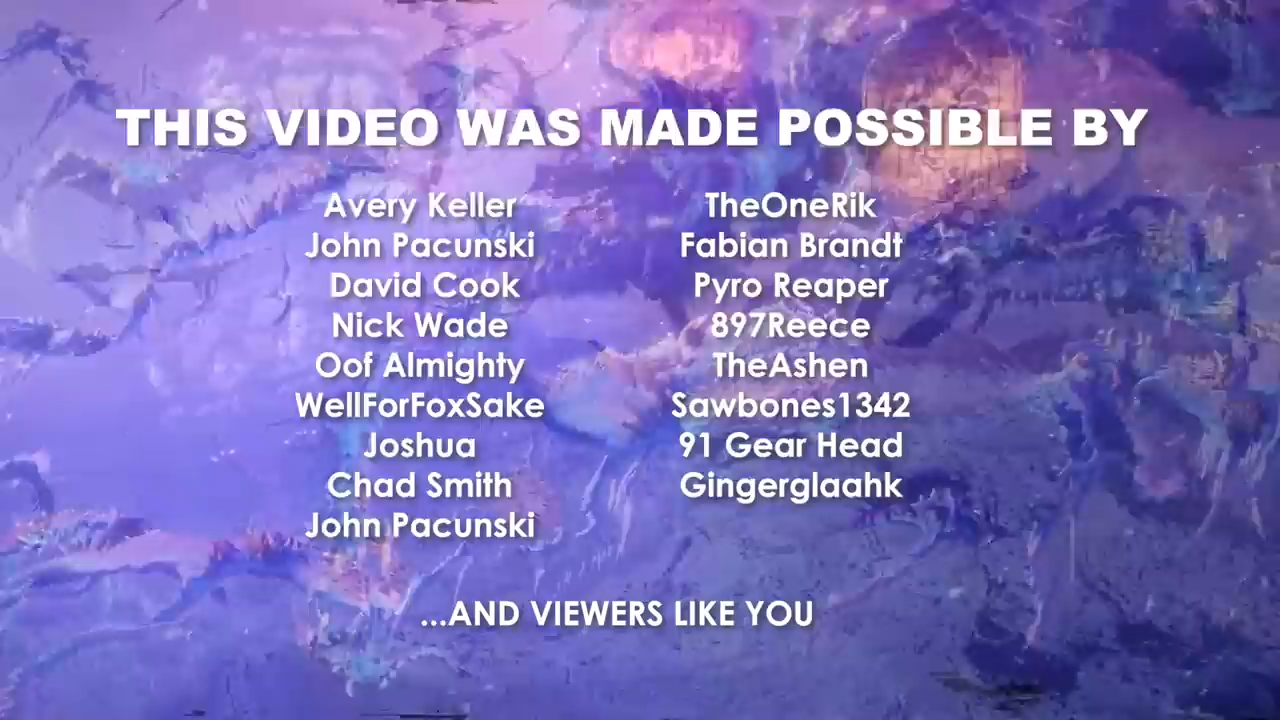 THIS VIDEO WAS MADE POSSIBLE BY
Avery Keller
John Pacunski
David Cook
Nick Wade
Oof Almighty
WellForFoxSake
Joshua
Chad Smith
John Pacunski
TheOneRik
Fabian Brandt
Pyro Reaper
897Reece
TheAshen
Sawbones1342
91 Gear Head
Gingerglaahk
...AND VIEWERS LIKE YOU